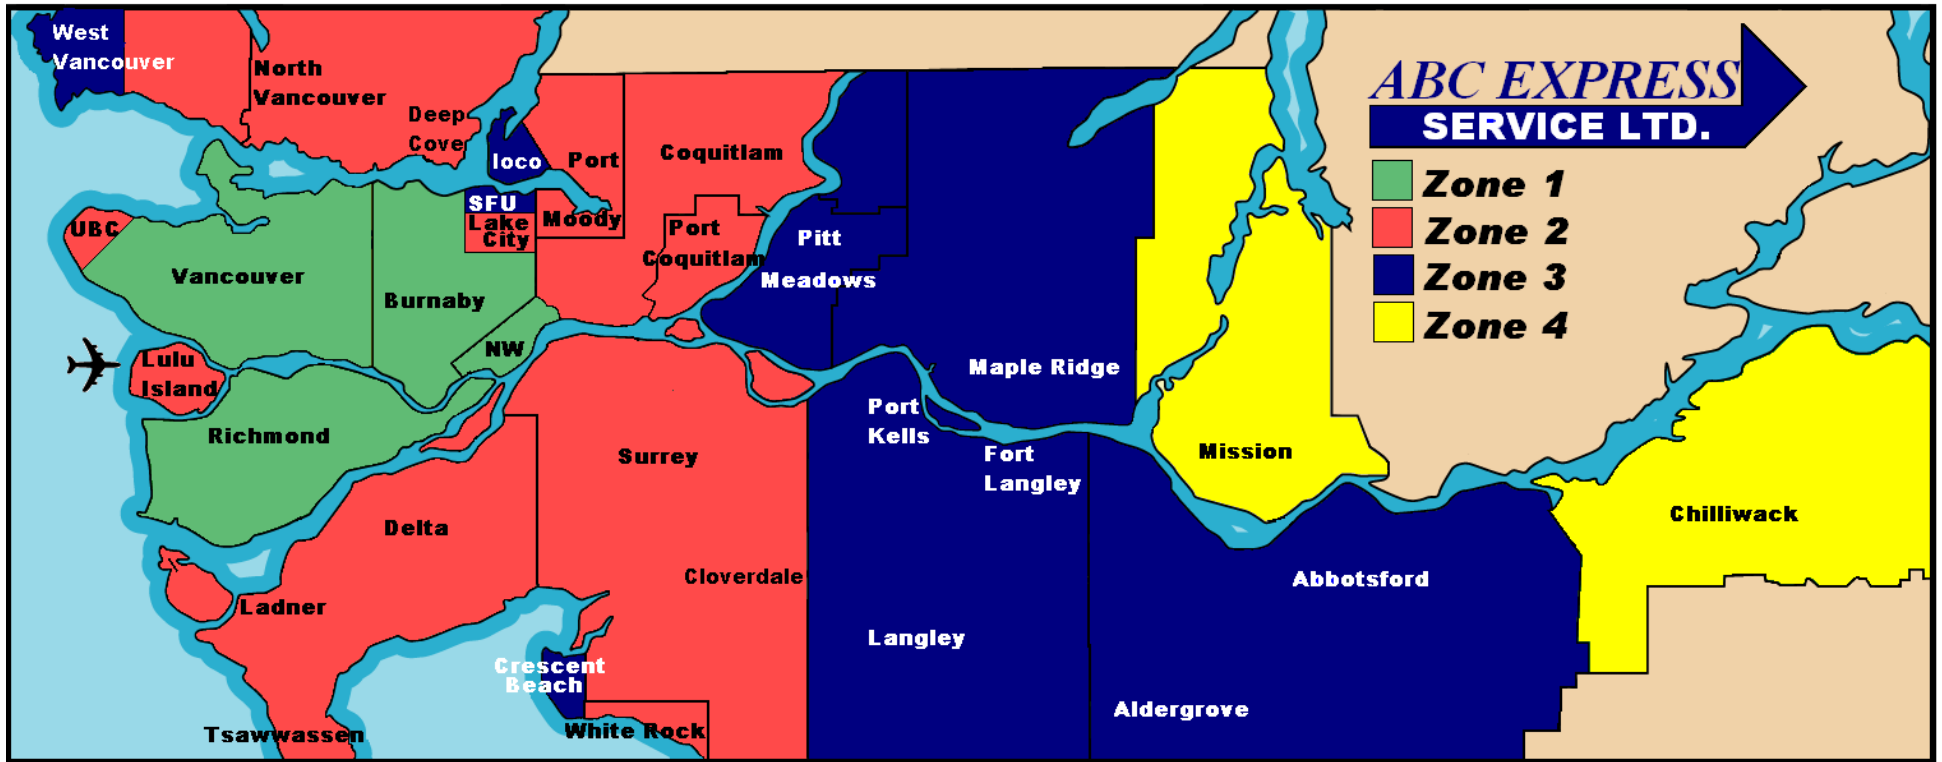 West
Vancouver
North
Vancouver
Deep
Cove
Ioco
Port
Moody
Coquitlam
ABC EXPRESS
SERVICE LTD.
Zone 1
Zone 2
Zone 3
Zone 4
UBC
SFU
Lake
City
Port
Coquitlam
Pitt
Meadows
Vancouver
Burnaby
NW
Lulu
Island
Maple Ridge
Richmond
Surrey
Port
Kells
Fort
Langley
Mission
Delta
Chilliwack
Cloverdale
Abbotsford
Ladner
Langley
Crescent
Beach
Aldergrove
Tsawwassen
White Rock